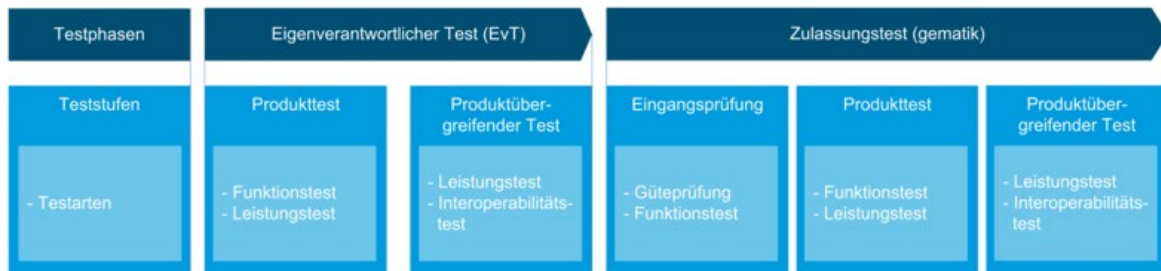 Testphasen
Eigenverantwortlicher Test (EvT)
Zulassungstest (gematik)
Teststufen
- Testarten
Produkttest
- Funktionstest
- Leistungstest
Produktüber-
greifender Test
- Leistungstest
- Interoperabilitäts-
test
Eingangsprüfung
- Güteprüfung
- Funktionstest
Produkttest
- Funktionstest
- Leistungstest
Produktüber-
greifender Test
- Leistungstest
- Interoperabilitäts-
test